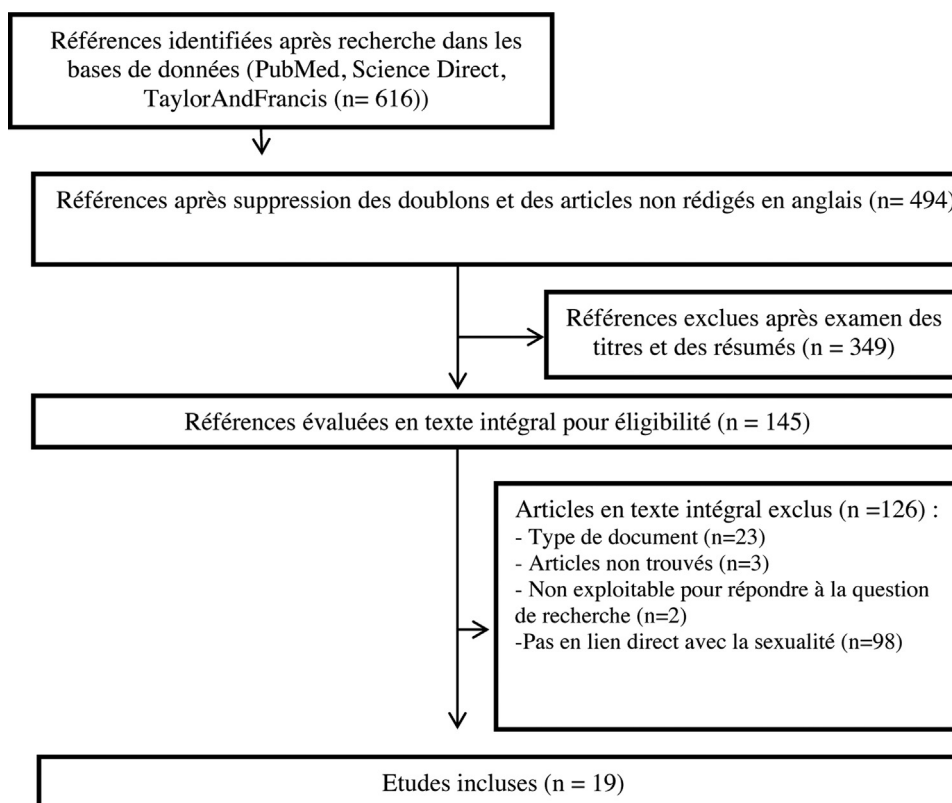 Références identifiées après recherche dans les
bases de données (PubMed, Science Direct,
TaylorAndFrancis (n= 616))
Références après suppression des doublons et des articles non rédigés en anglais (n= 494)
Références exclues après examen des
titres et des résumés (n = 349)
Références évaluées en texte intégral pour éligibilité (n = 145)
Articles en texte intégral exclus (n =126) :
- Type de document (n=23)
- Articles non trouvés (n=3)
- Non exploitable pour répondre à la question
de recherche (n=2)
-Pas en lien direct avec la sexualité (n=98)
Etudes incluses (n = 19)